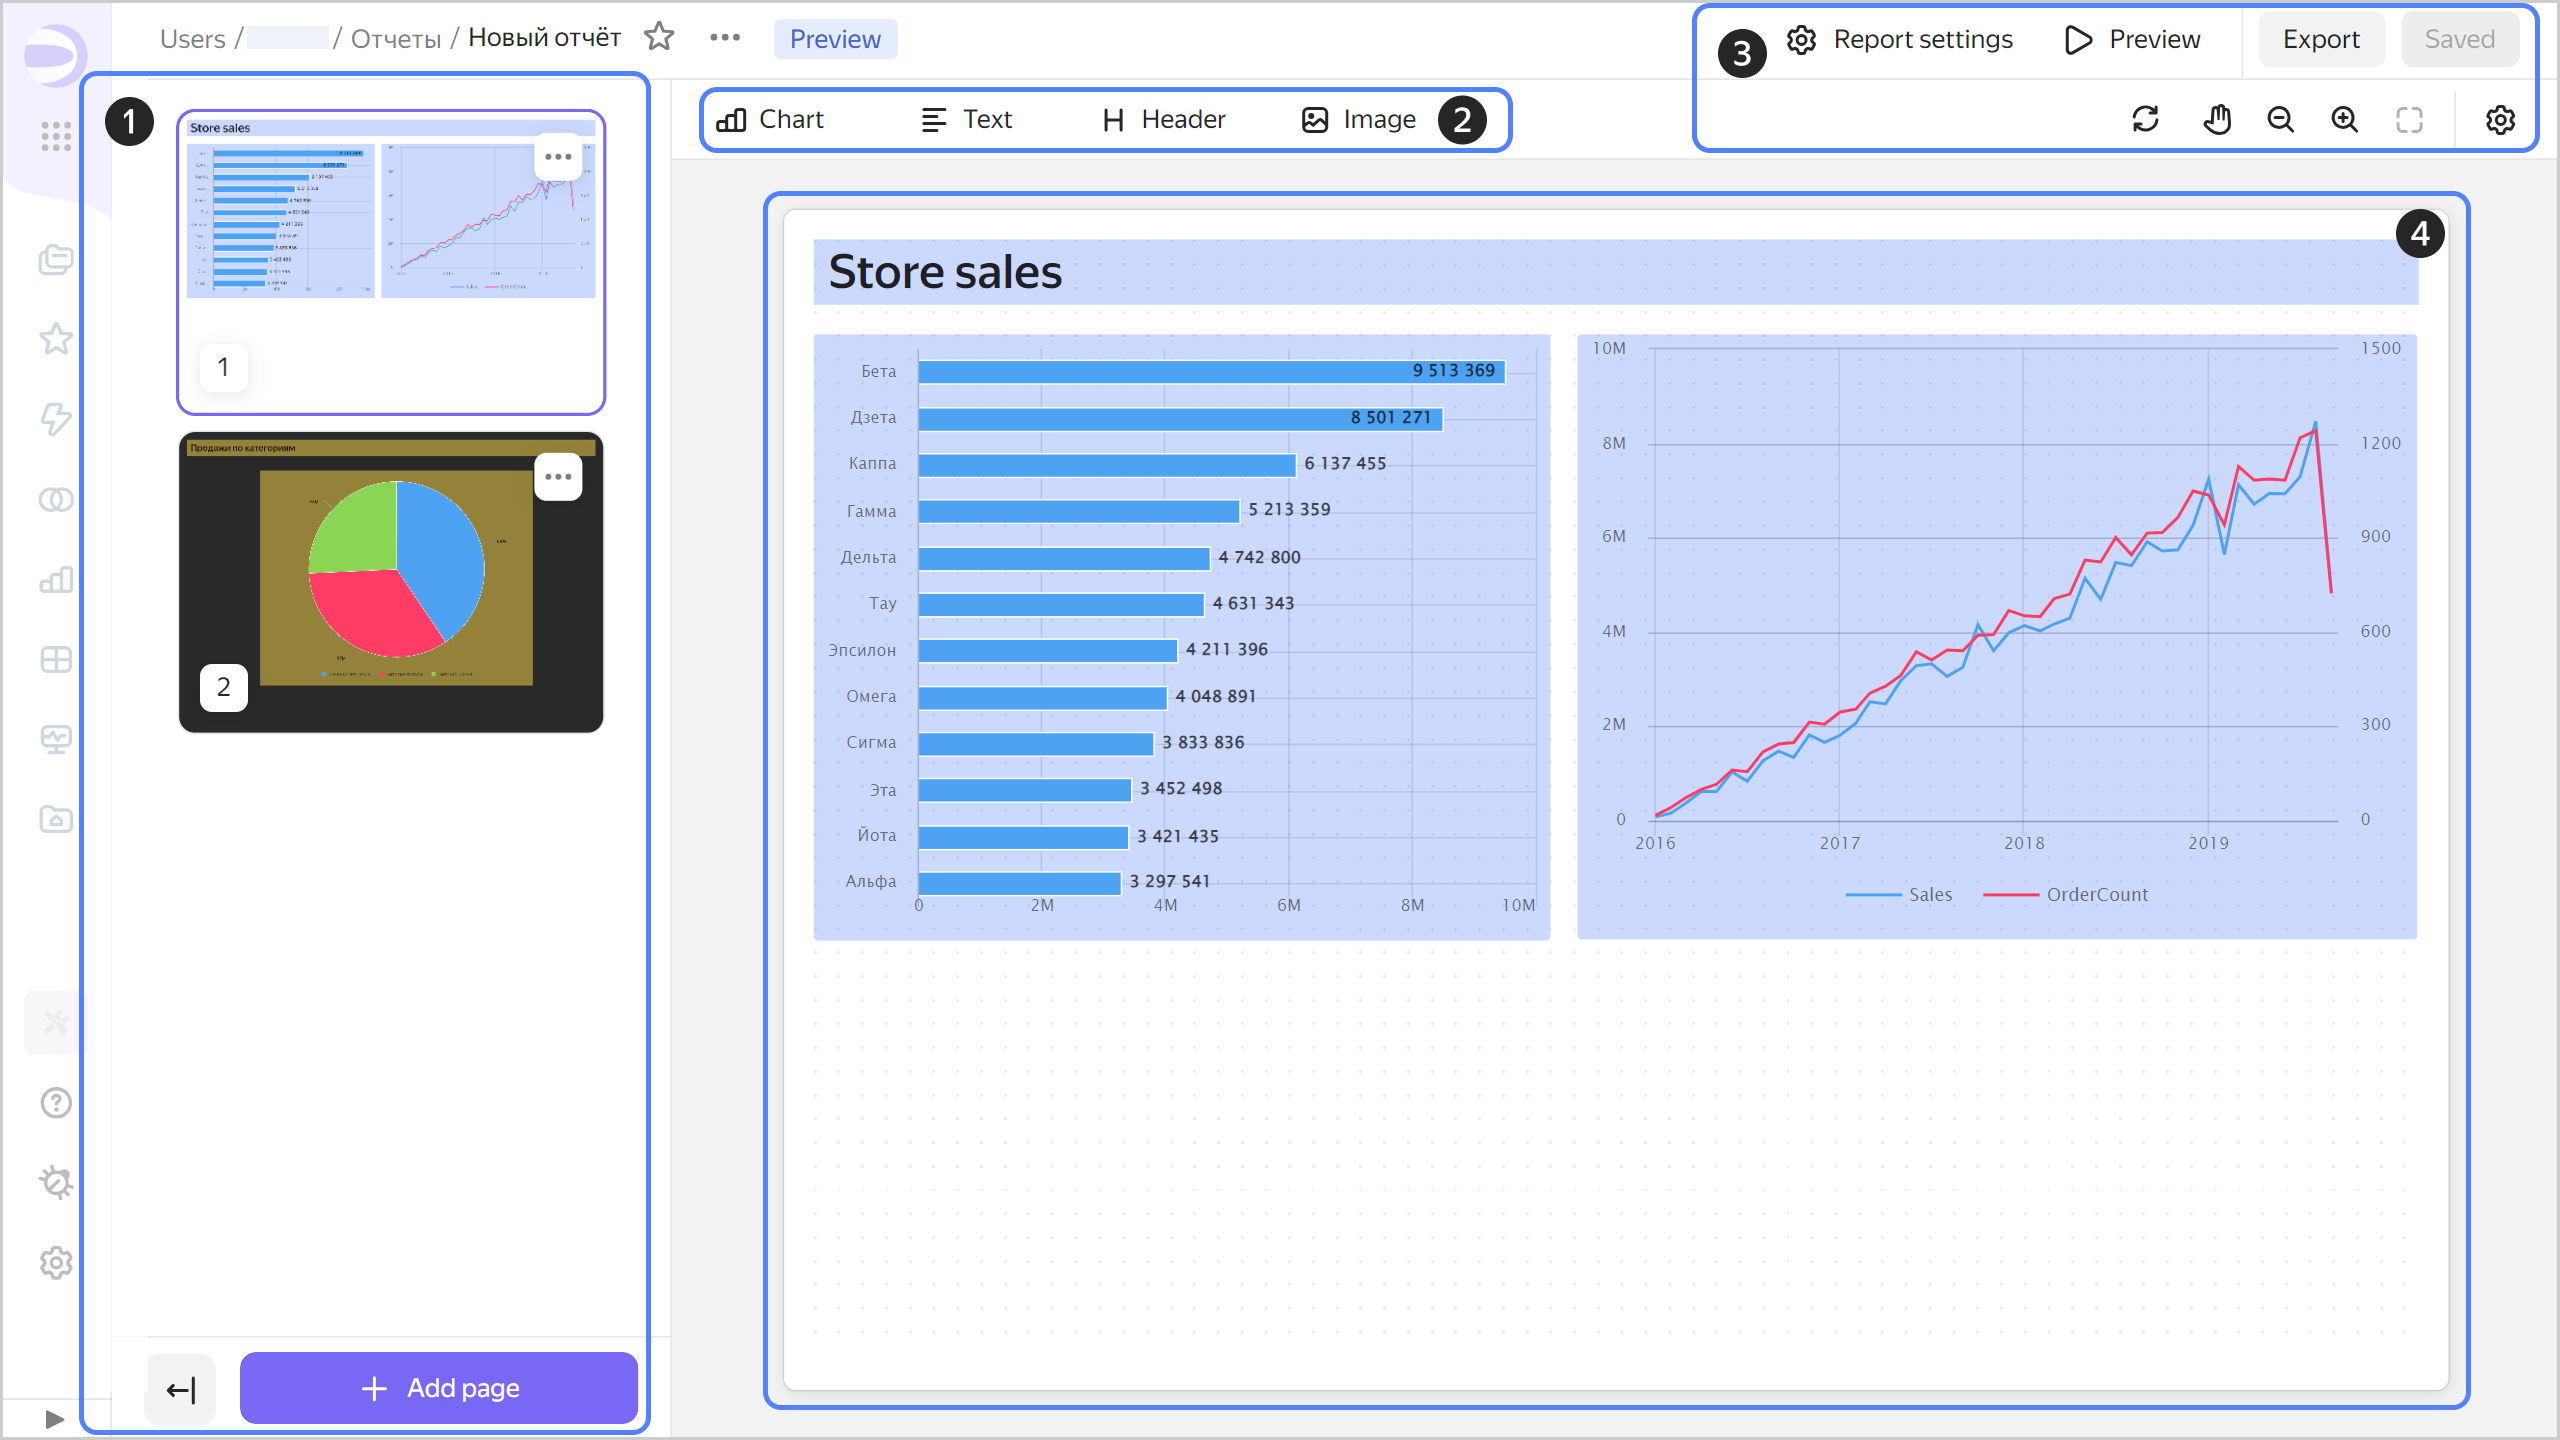 Users / / Отчеты / Новый отчёт
Preview
3
Report settings
Preview
Export
Saved
1
Chart
Text
Header
Image
2
Store sales
1
Продажи по категориям
2
Add page
4
Store sales
Бета 9 513 369
Дзета 8 501 271
Каппа 6 137 455
Гамма 5 213 359
Дельта 4 742 800
Тау 4 631 343
Эпсилон 4 211 396
Омега 4 048 891
Сигма 3 833 836
Эта 3 452 498
Йота 3 421 435
Альфа 3 297 541
0 2M 4M 6M 8M 10M
10M 1500
8M 1200
6M 900
4M 600
2M 300
0 0
2016 2017 2018 2019
Sales OrderCount